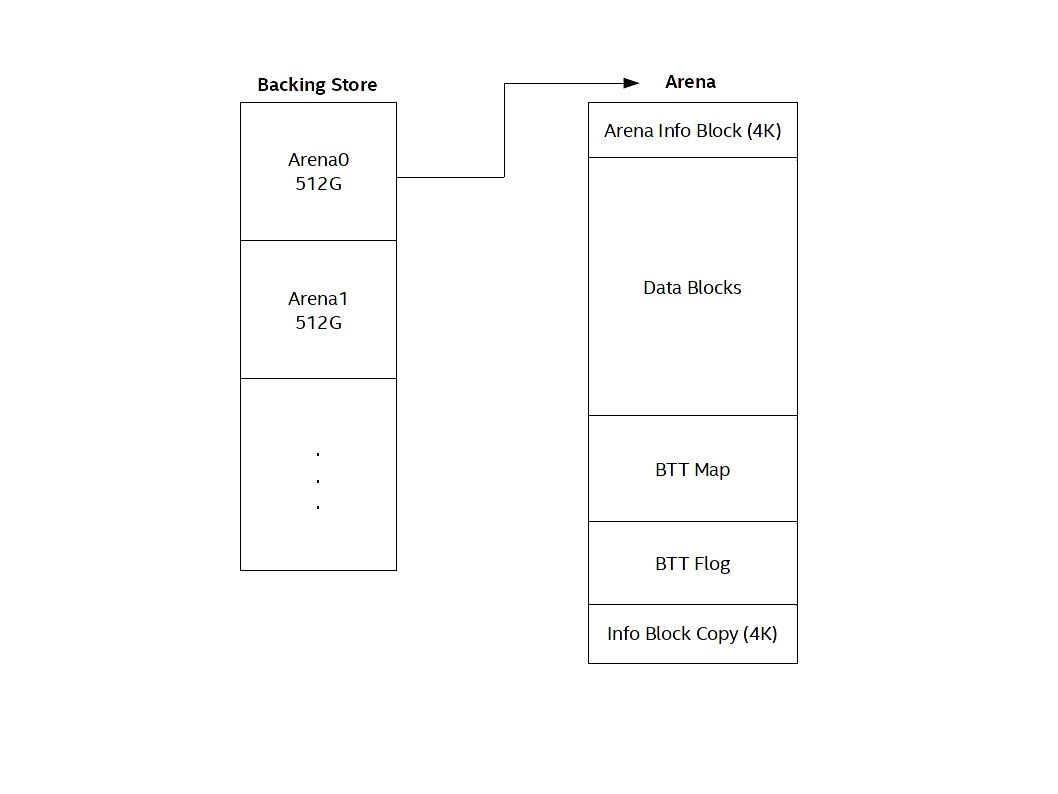 Backing Store
Arena0
512G
Arena1
512G
.
.
.
Arena
Arena Info Block (4K)
Data Blocks
BTT Map
BTT Flog
Info Block Copy (4K)